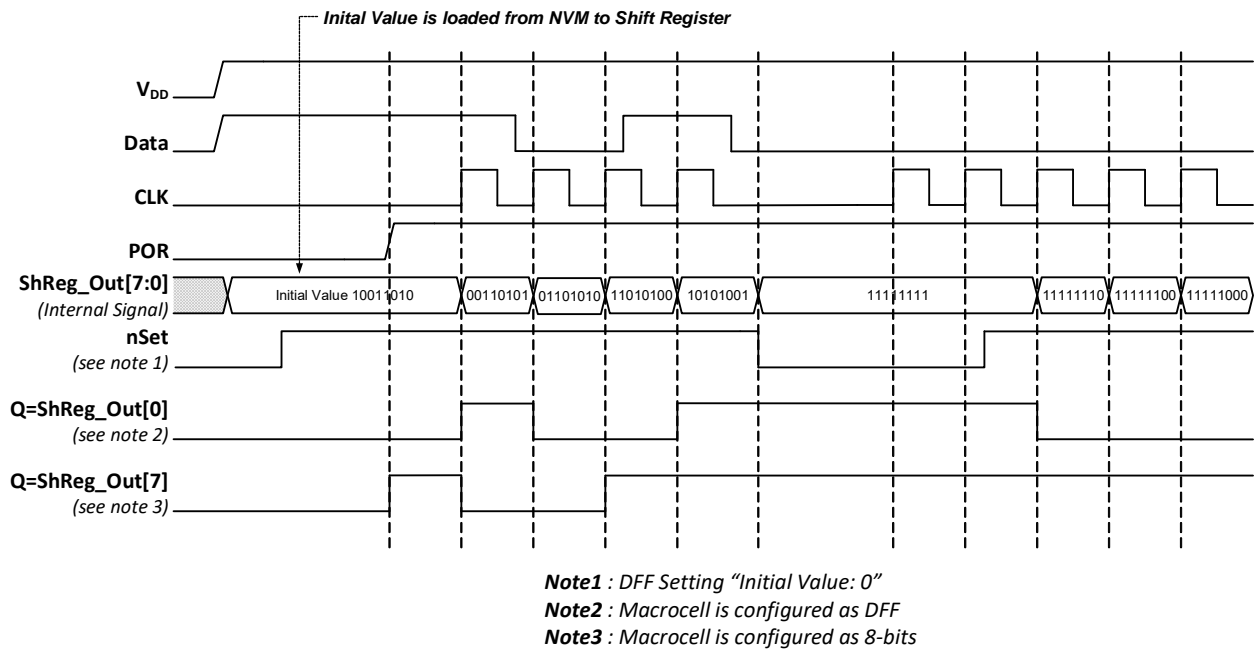 Inital Value is loaded from NVM to Shift Register
VDD
Data
CLK
POR
ShReg_Out[7:0]
(Internal Signal)
Initial Value 10011010
00110101
01101010
11010100
10101001
11111111
11111110
11111100
11111000
nSet
(see note 1)
Q=ShReg_Out[0]
(see note 2)
Q=ShReg_Out[7]
(see note 3)
Note1 : DFF Setting “Initial Value: 0”
Note2 : Macrocell is configured as DFF
Note3 : Macrocell is configured as 8-bits